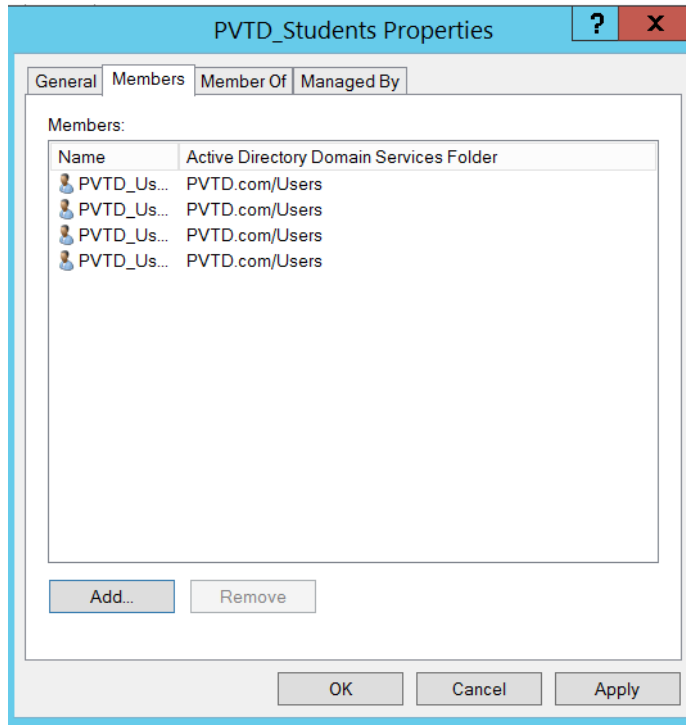 PVTD_Students Properties
? X
General Members Member Of Managed By
Members:
Name Active Directory Domain Services Folder
PVTD_Us... PVTD.com/Users
PVTD_Us... PVTD.com/Users
PVTD_Us... PVTD.com/Users
PVTD_Us... PVTD.com/Users
Add... Remove
OK Cancel Apply